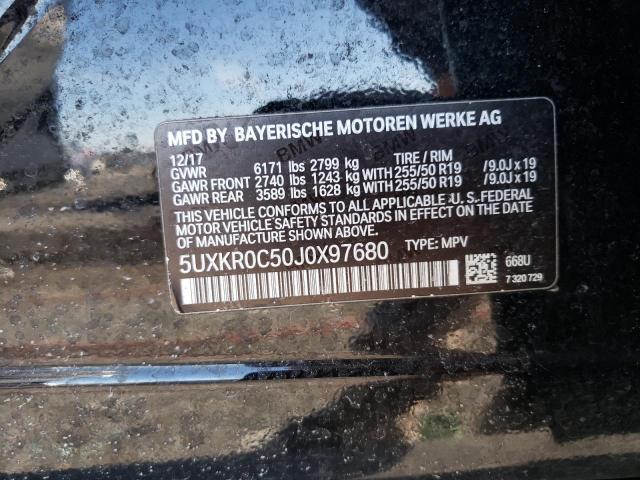 MFD BY BAYERISCHE MOTOREN WERKE AG
12/17
GVWR 6171 lbs 2799 kg TIRE / RIM
GAWR FRONT 2740 lbs 1243 kg WITH 255/50 R19 /9.0J x 19
GAWR REAR 3589 lbs 1628 kg WITH 255/50 R19 /9.0J x 19
THIS VEHICLE CONFORMS TO ALL APPLICABLE U.S. FEDERAL
MOTOR VEHICLE SAFETY STANDARDS IN EFFECT ON THE
DATE OF MANUFACTURE SHOWN ABOVE.
5UXKR0C50J0X97680 TYPE: MPV
668U
7 320 729